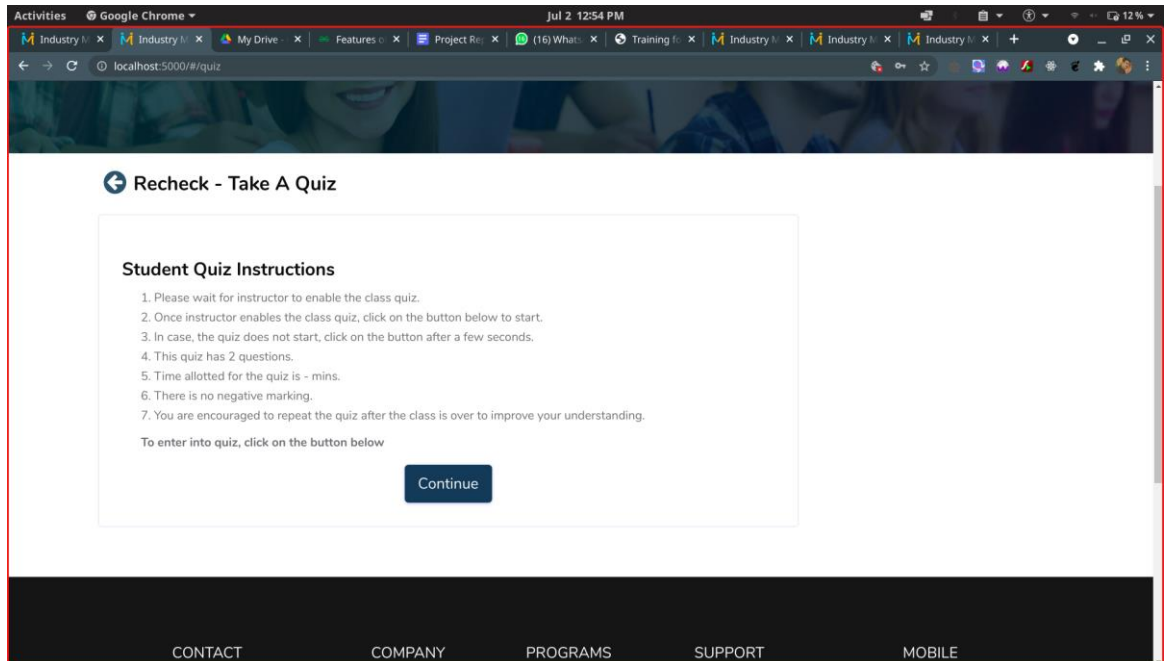 Activities Google Chrome Jul 2 12:54 PM 12 %
Industry M Industry M My Drive - Features o Project Rep (16) Whats Training fo Industry M Industry M Industry M
localhost:5000/#/quiz
Recheck - Take A Quiz
Student Quiz Instructions
1. Please wait for instructor to enable the class quiz.
2. Once instructor enables the class quiz, click on the button below to start.
3. In case, the quiz does not start, click on the button after a few seconds.
4. This quiz has 2 questions.
5. Time allotted for the quiz is - mins.
6. There is no negative marking.
7. You are encouraged to repeat the quiz after the class is over to improve your understanding.
To enter into quiz, click on the button below
Continue
CONTACT COMPANY PROGRAMS SUPPORT MOBILE